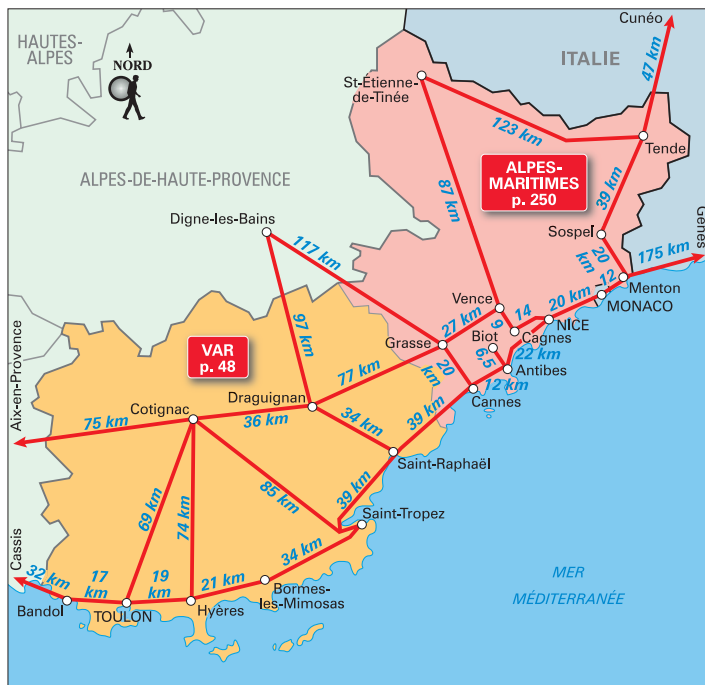 Cunéo
HAUTES-
ALPES
NORD
ITALIE
47 km
St-Étienne-
de-Tinée
123 km
Tende
ALPES-DE-HAUTE-PROVENCE
ALPES-
MARITIMES
p. 250
87 km
39 km
Digne-les-Bains
Sospel
117 km
20
km
175 km
Gênes
12
Menton
MONACO
Vence
20 km
14
NICE
9
Cagnes
27 km
Biot
97 km
Grasse
6,5
22 km
Antibes
VAR
p. 48
77 km
20
km
12 km
Cannes
Aix-en-Provence
Cotignac
Draguignan
75 km
36 km
34 km
39 km
Saint-Raphaël
69 km
74 km
85 km
39 km
Saint-Tropez
Cassis
34 km
32 km
17
km
19
km
21 km
Bormes-
les-Mimosas
Bandol
TOULON
Hyères
MER
MÉDITERRANÉE